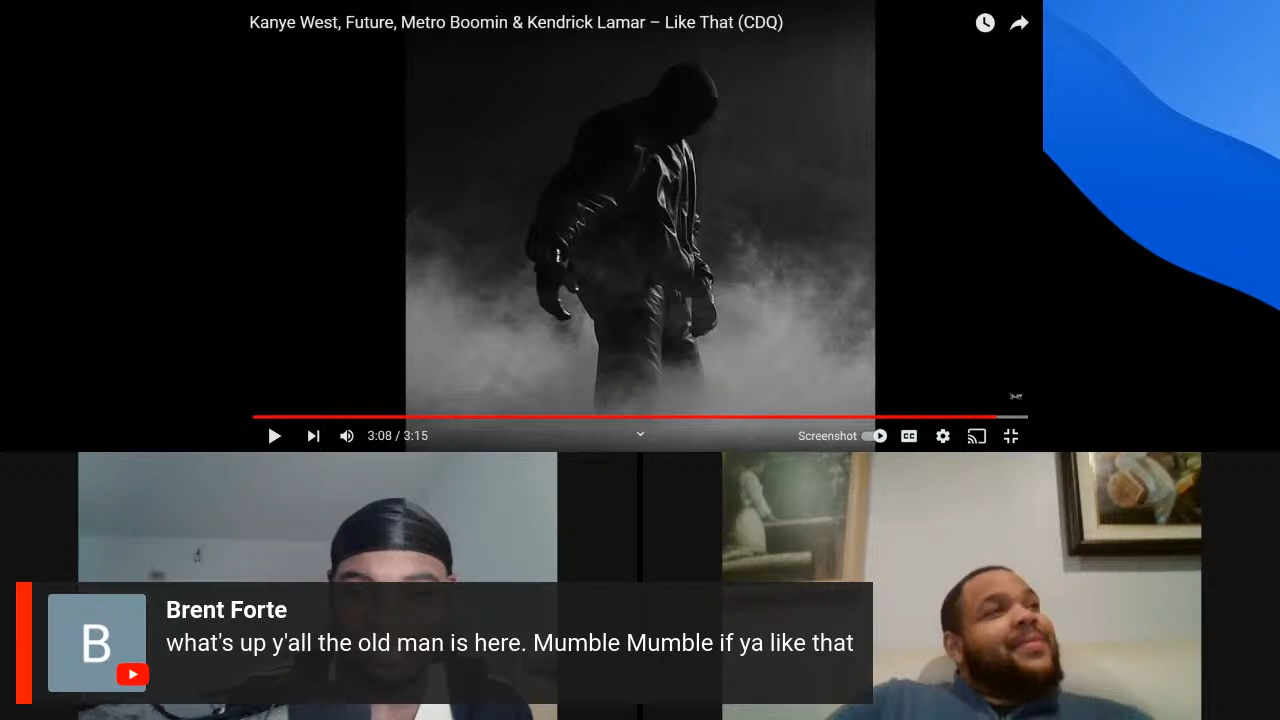 Kanye West, Future, Metro Boomin & Kendrick Lamar – Like That (CDQ)
3:08 / 3:15
Screenshot
CC
B
Brent Forte
what's up y'all the old man is here. Mumble Mumble if ya like that